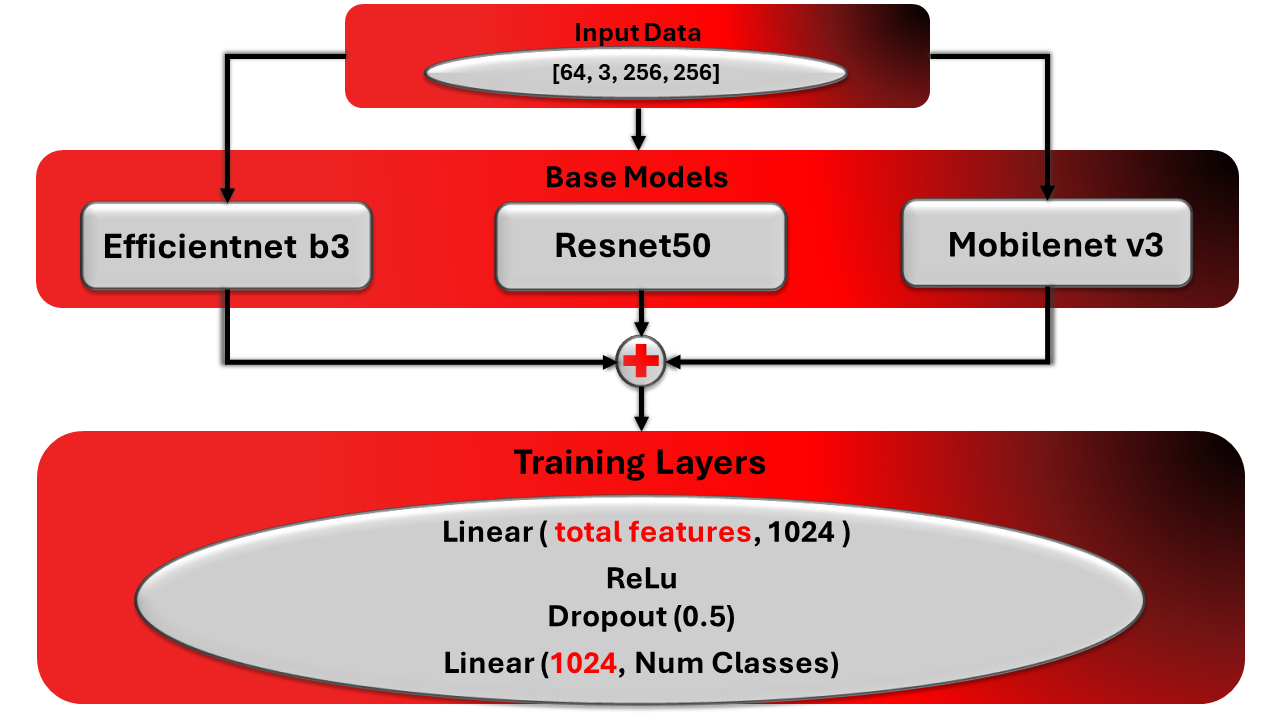 Input Data
[64, 3, 256, 256]
Base Models
Efficientnet b3
Resnet50
Mobilenet v3
Training Layers
Linear ( total features, 1024 )
ReLu
Dropout (0.5)
Linear (1024, Num Classes)